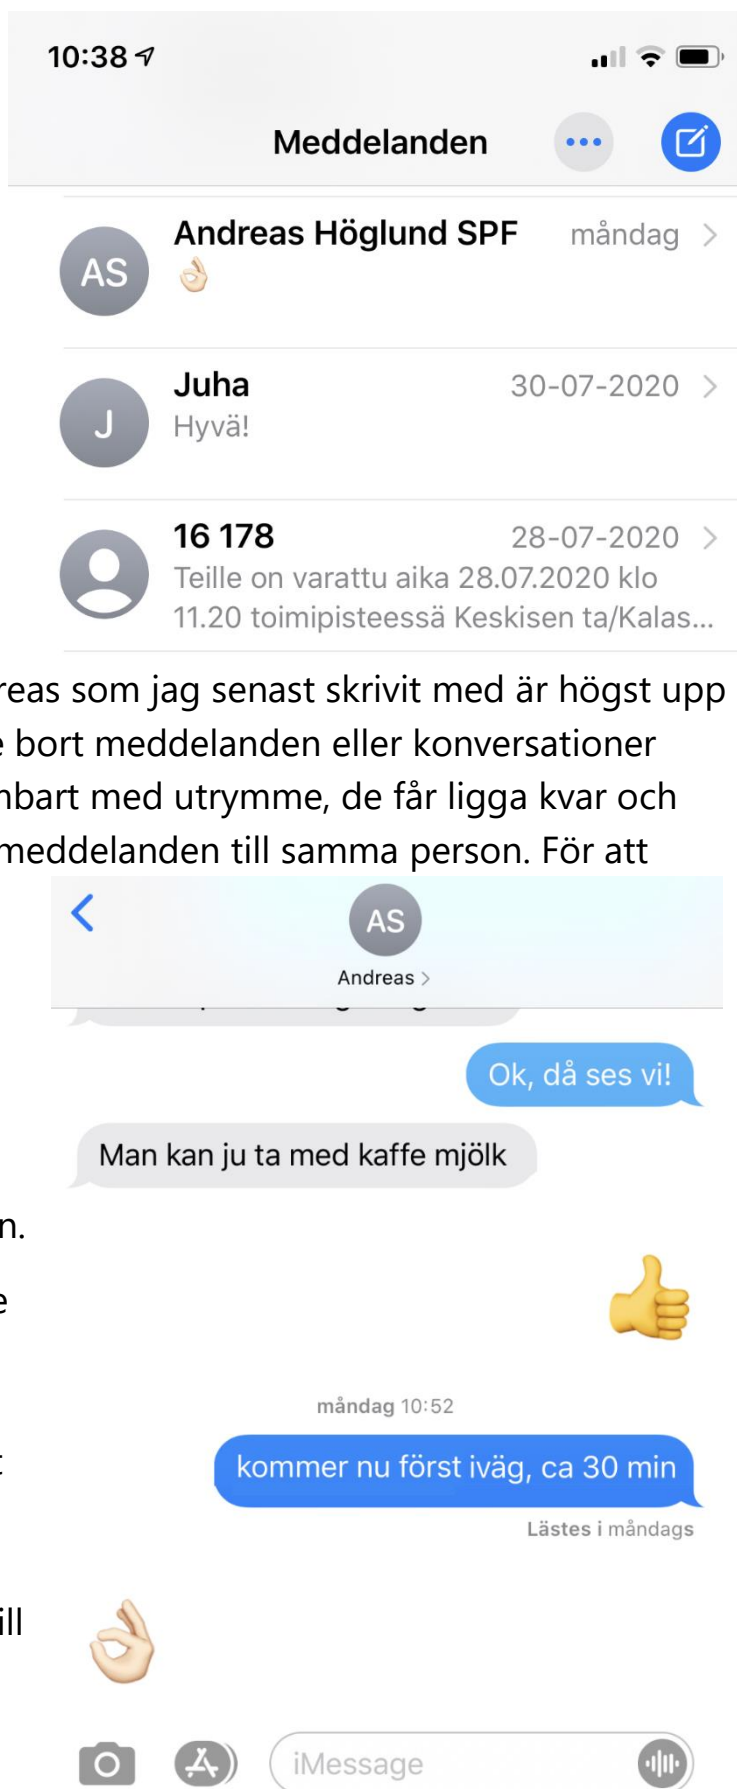 10:38
Meddelanden
AS
Andreas Höglund SPF
måndag
J
Juha
30-07-2020
Hyvä!
16 178
28-07-2020
Teille on varattu aika 28.07.2020 klo
11.20 toimipisteessä Keskisen ta/Kalas...
reas som jag senast skrivit med är högst upp
bort meddelanden eller konversationer
nbart med utrymme, de får ligga kvar och
meddelanden till samma person. För att
AS
Andreas
Ok, då ses vi!
Man kan ju ta med kaffe mjölk
n.
e
måndag 10:52
kommer nu först iväg, ca 30 min
Lästes i måndags
ill
iMessage